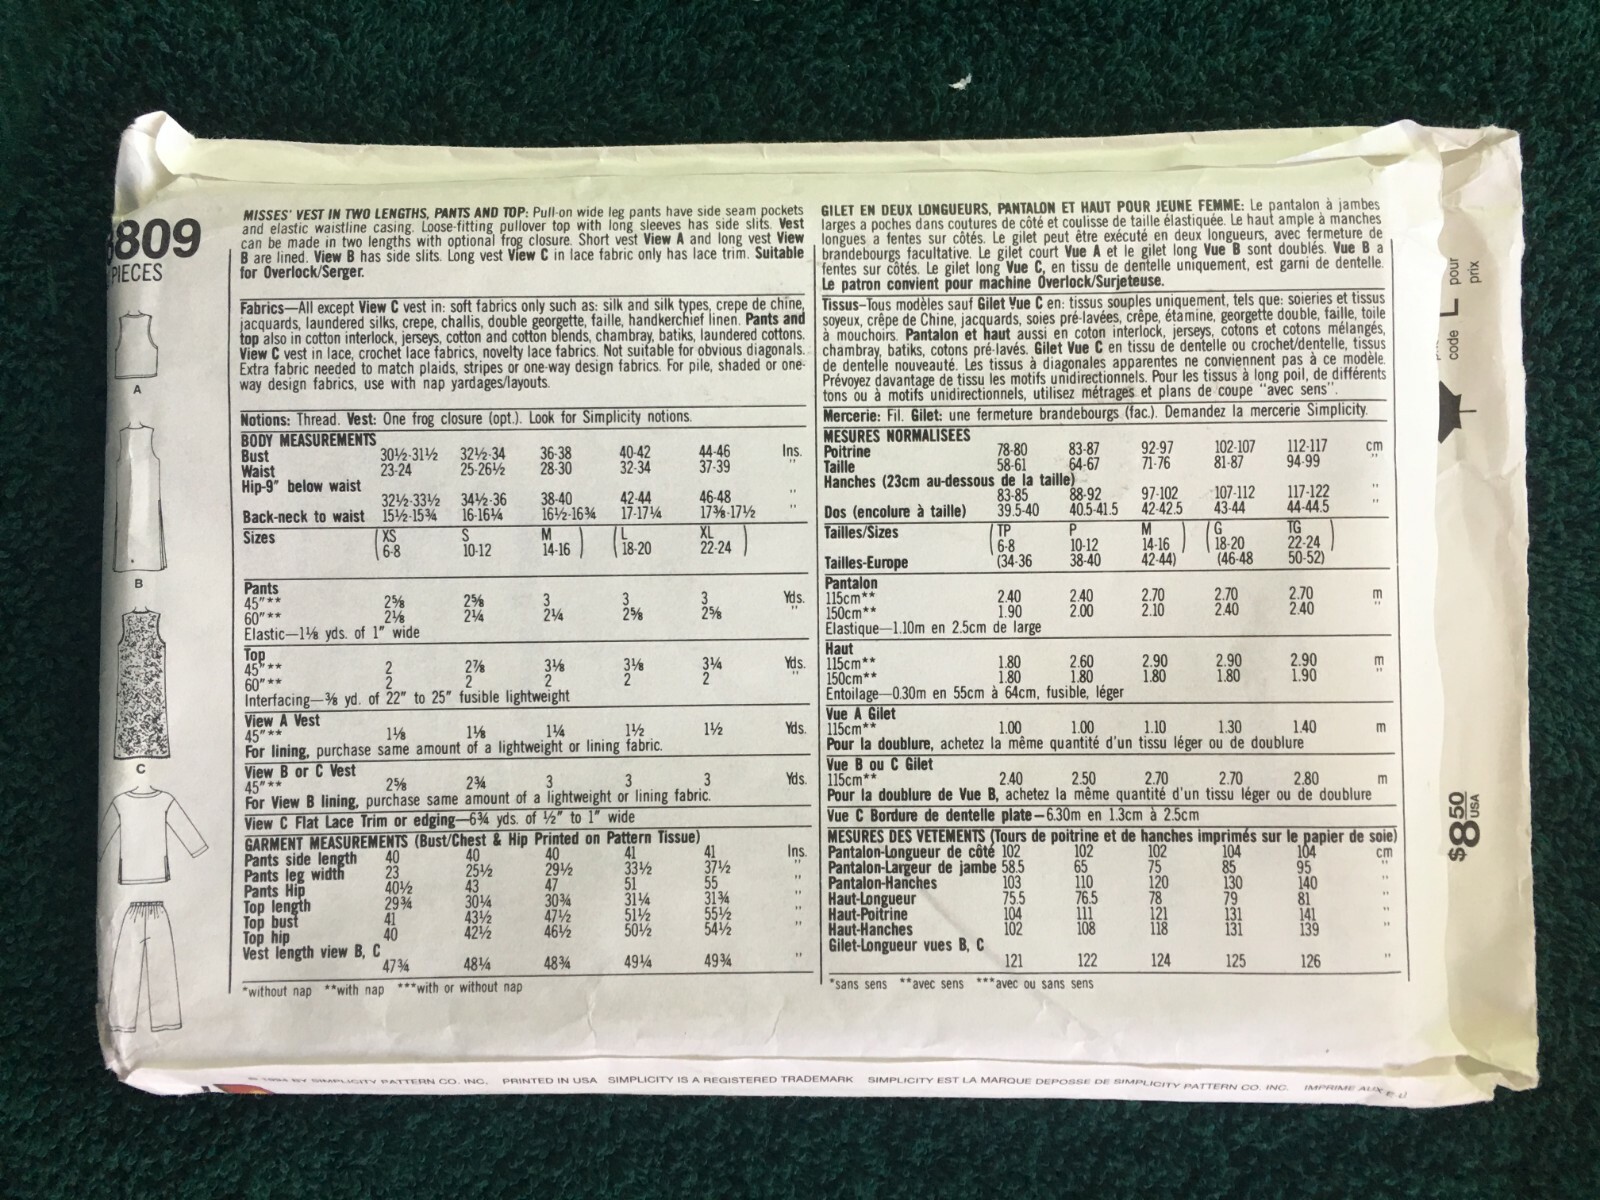 809
PIECES
A
B
C
MISSES' VEST IN TWO LENGTHS, PANTS AND TOP: Pull-on wide leg pants have side seam pockets
and elastic waistline casing. Loose-fitting pullover top with long sleeves has side slits. Vest
can be made in two lengths with optional frog closure. Short vest View A and long vest View
B are lined. View B has side slits. Long vest View C in lace fabric only has lace trim. Suitable
for Overlock/Serger.
Fabrics—All except View C vest in: soft fabrics only such as: silk and silk types, crepe de chine,
jacquards, laundered silks, crepe, challis, double georgette, faille, handkerchief linen. Pants and
top also in cotton interlock, jerseys, cotton and cotton blends, chambray, batiks, laundered cottons.
View C vest in lace, crochet lace fabrics, novelty lace fabrics. Not suitable for obvious diagonals.
Extra fabric needed to match plaids, stripes or one-way design fabrics. For pile, shaded or one-
way design fabrics, use with nap yardages/layouts.
Notions: Thread. Vest: One frog closure (opt.). Look for Simplicity notions.
BODY MEASUREMENTS
Bust 30½-31½ 32½-34 36-38 40-42 44-46 Ins.
Waist 23-24 25-26½ 28-30 32-34 37-39 "
Hip-9" below waist
32½-33½ 34½-36 38-40 42-44 46-48 "
Back-neck to waist 15½-15¾ 16-16¼ 16½-16¾ 17-17¼ 17⅜-17½ "
Sizes (XS S M) (L XL)
6-8 10-12 14-16 18-20 22-24
Pants
45"** 2⅝ 2⅝ 3 3 3 Yds.
60"** 2⅛ 2¼ 2¼ 2⅝ 2⅝ "
Elastic—1⅛ yds. of 1" wide
Top
45"** 2 2⅞ 3⅛ 3⅛ 3¼ Yds.
60"** 2 2 2 2 2 "
Interfacing—⅜ yd. of 22" to 25" fusible lightweight
View A Vest
45"** 1⅛ 1⅛ 1¼ 1½ 1½ Yds.
For lining, purchase same amount of a lightweight or lining fabric.
View B or C Vest
45"** 2⅝ 2¾ 3 3 3 Yds.
For View B lining, purchase same amount of a lightweight or lining fabric.
View C Flat Lace Trim or edging—6¾ yds. of ½" to 1" wide
GARMENT MEASUREMENTS (Bust/Chest & Hip Printed on Pattern Tissue)
Pants side length 40 40 40 41 41 Ins.
Pants leg width 23 25½ 29½ 33½ 37½ "
Pants Hip 40½ 43 47 51 55 "
Top length 29¾ 30¼ 30¾ 31¼ 31¾ "
Top bust 41 43½ 47½ 51½ 55½ "
Top hip 40 42½ 46½ 50½ 54½ "
Vest length view B, C
47¾ 48¼ 48¾ 49¼ 49¾ "
*without nap **with nap ***with or without nap
GILET EN DEUX LONGUEURS, PANTALON ET HAUT POUR JEUNE FEMME: Le pantalon à jambes
larges a poches dans coutures de côté et coulisse de taille élastiquée. Le haut ample à manches
longues a fentes sur côtés. Le gilet peut être exécuté en deux longueurs, avec fermeture de
brandebourgs facultative. Le gilet court Vue A et le gilet long Vue B sont doublés. Vue B a
fentes sur côtés. Le gilet long Vue C, en tissu de dentelle uniquement, est garni de dentelle.
Le patron convient pour machine Overlock/Surjeteuse.
Tissus—Tous modèles sauf Gilet Vue C en: tissus souples uniquement, tels que: soieries et tissus
soyeux, crêpe de Chine, jacquards, soies pré-lavées, crêpe, étamine, georgette double, faille, toile
à mouchoirs. Pantalon et haut aussi en coton interlock, jerseys, cotons et cotons mélangés,
chambray, batiks, cotons pré-lavés. Gilet Vue C en tissu de dentelle ou crochet/dentelle, tissus
de dentelle nouveauté. Les tissus à diagonales apparentes ne conviennent pas à ce modèle.
Prévoyez davantage de tissu les motifs unidirectionnels. Pour les tissus à long poil, de différents
tons ou à motifs unidirectionnels, utilisez métrages et plans de coupe "avec sens".
Mercerie: Fil. Gilet: une fermeture brandebourgs (fac.). Demandez la mercerie Simplicity.
MESURES NORMALISEES
Poitrine 78-80 83-87 92-97 102-107 112-117 cm
Taille 58-61 64-67 71-76 81-87 94-99 "
Hanches (23cm au-dessous de la taille)
83-85 88-92 97-102 107-112 117-122 "
Dos (encolure à taille) 39.5-40 40.5-41.5 42-42.5 43-44 44-44.5 "
Tailles/Sizes (TP P M) (G TG)
6-8 10-12 14-16 18-20 22-24
Tailles-Europe (34-36 38-40 42-44) (46-48 50-52)
Pantalon
115cm** 2.40 2.40 2.70 2.70 2.70 m
150cm** 1.90 2.00 2.10 2.40 2.40 "
Elastique—1.10m en 2.5cm de large
Haut
115cm** 1.80 2.60 2.90 2.90 2.90 m
150cm** 1.80 1.80 1.80 1.80 1.90 "
Entoilage—0.30m en 55cm à 64cm, fusible, léger
Vue A Gilet
115cm** 1.00 1.00 1.10 1.30 1.40 m
Pour la doublure, achetez la même quantité d'un tissu léger ou de doublure
Vue B ou C Gilet
115cm** 2.40 2.50 2.70 2.70 2.80 m
Pour la doublure de Vue B, achetez la même quantité d'un tissu léger ou de doublure
Vue C Bordure de dentelle plate—6.30m en 1.3cm à 2.5cm
MESURES DES VETEMENTS (Tours de poitrine et de hanches imprimés sur le papier de soie)
Pantalon-Longueur de côté 102 102 102 104 104 cm
Pantalon-Largeur de jambe 58.5 65 75 85 95 "
Pantalon-Hanches 103 110 120 130 140 "
Haut-Longueur 75.5 76.5 78 79 81 "
Haut-Poitrine 104 111 121 131 141 "
Haut-Hanches 102 108 118 131 139 "
Gilet-Longueur vues B, C
121 122 124 125 126 "
*sans sens **avec sens ***avec ou sans sens
code L pour
prix
$8.50
USA
BY SIMPLICITY PATTERN CO. INC. PRINTED IN USA SIMPLICITY IS A REGISTERED TRADEMARK SIMPLICITY EST LA MARQUE DEPOSSE DE SIMPLICITY PATTERN CO. INC. IMPRIME AUX E.U